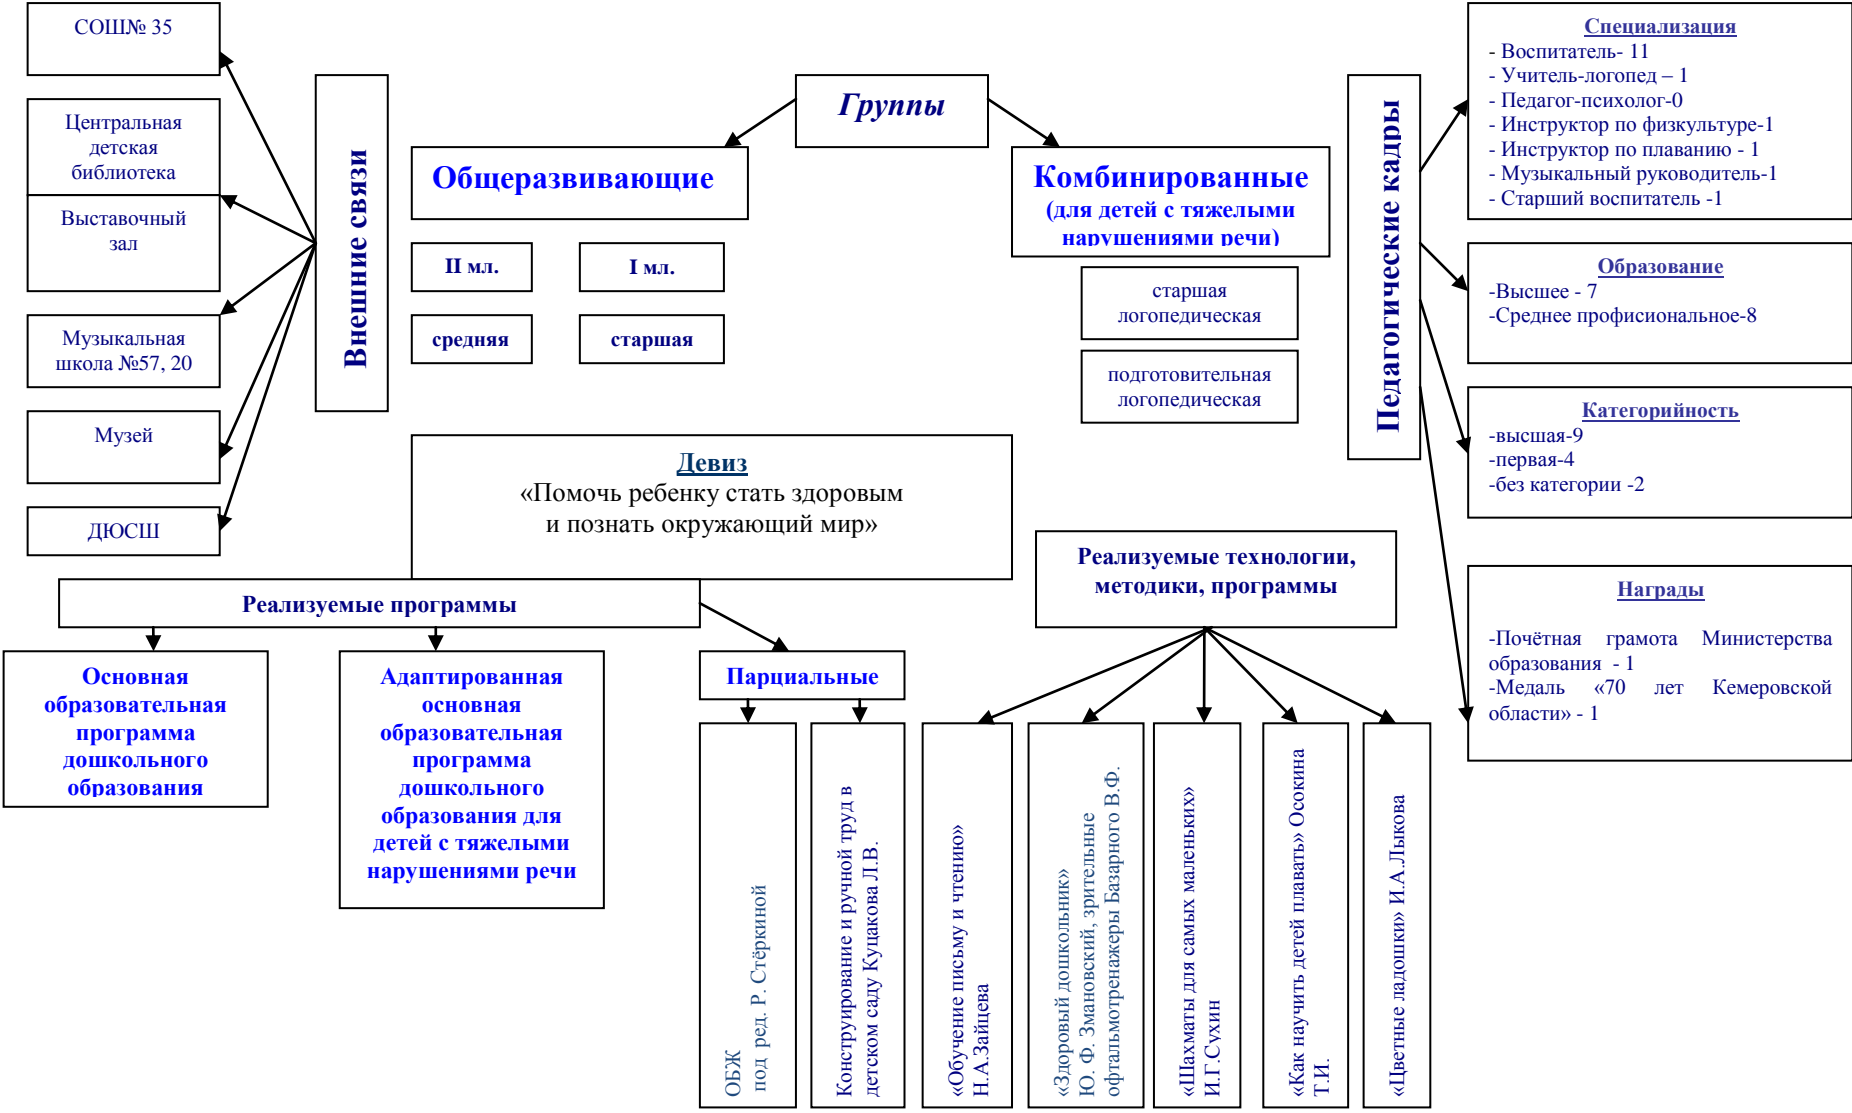 СОШ№ 35
Центральная
детская
библиотека
Выставочный
зал
Музыкальная
школа №57, 20
Музей
ДЮСШ
Внешние связи
Группы
Общеразвивающие
II мл.
I мл.
средняя
старшая
Комбинированные
(для детей с тяжелыми
нарушениями речи)
старшая
логопедическая
подготовительная
логопедическая
Педагогические кадры
Специализация
- Воспитатель- 11
- Учитель-логопед – 1
- Педагог-психолог-0
- Инструктор по физкультуре-1
- Инструктор по плаванию - 1
- Музыкальный руководитель-1
- Старший воспитатель -1
Образование
-Высшее - 7
-Среднее профисиональное-8
Категорийность
-высшая-9
-первая-4
-без категории -2
Награды
-Почётная грамота Министерства
образования - 1
-Медаль «70 лет Кемеровской
области» - 1
Девиз
«Помочь ребенку стать здоровым
и познать окружающий мир»
Реализуемые программы
Основная
образовательная
программа
дошкольного
образования
Адаптированная
основная
образовательная
программа
дошкольного
образования для
детей с тяжелыми
нарушениями речи
Парциальные
ОБЖ
под ред. Р. Стёркиной
Конструирование и ручной труд в
детском саду Куцакова Л.В.
Реализуемые технологии,
методики, программы
«Обучение письму и чтению»
Н.А.Зайцева
«Здоровый дошкольник»
Ю. Ф. Змановский, зрительные
офтальмотренажеры Базарного В.Ф.
«Шахматы для самых маленьких»
И.Г.Сухин
«Как научить детей плавать» Осокина
Т.И.
«Цветные ладошки» И.А.Лыкова